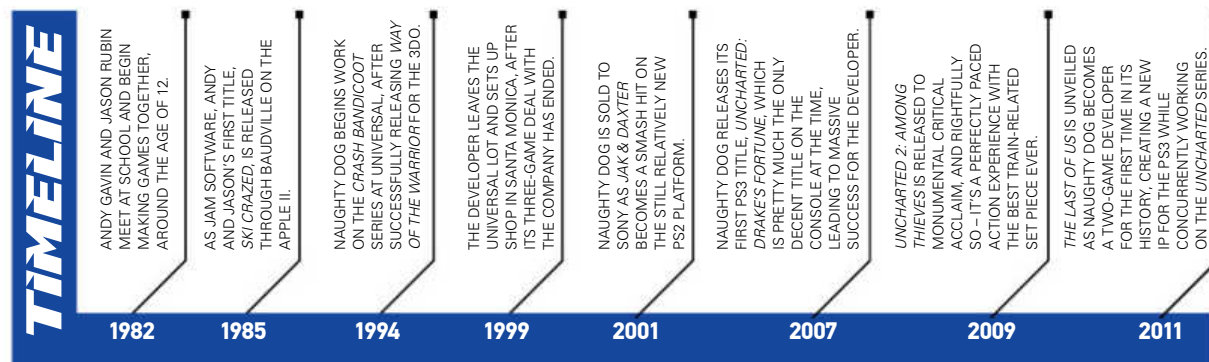 TIMELINE
ANDY GAVIN AND JASON RUBIN
MEET AT SCHOOL AND BEGIN
MAKING GAMES TOGETHER,
AROUND THE AGE OF 12.
1982
AS JAM SOFTWARE, ANDY
AND JASON'S FIRST TITLE,
SKI CRAZED, IS RELEASED
THROUGH BAUDVILLE ON THE
APPLE II.
1985
NAUGHTY DOG BEGINS WORK
ON THE CRASH BANDICOOT
SERIES AT UNIVERSAL, AFTER
SUCCESSFULLY RELEASING WAY
OF THE WARRIOR FOR THE 3DO.
1994
THE DEVELOPER LEAVES THE
UNIVERSAL LOT AND SETS UP
SHOP IN SANTA MONICA, AFTER
ITS THREE-GAME DEAL WITH
THE COMPANY HAS ENDED.
1999
NAUGHTY DOG IS SOLD TO
SONY AS JAK & DAXTER
BECOMES A SMASH HIT ON
THE STILL RELATIVELY NEW
PS2 PLATFORM.
2001
NAUGHTY DOG RELEASES ITS
FIRST PS3 TITLE, UNCHARTED:
DRAKE'S FORTUNE, WHICH
IS PRETTY MUCH THE ONLY
DECENT TITLE ON THE
CONSOLE AT THE TIME,
LEADING TO MASSIVE
SUCCESS FOR THE DEVELOPER.
2007
UNCHARTED 2: AMONG
THIEVES IS RELEASED TO
MONUMENTAL CRITICAL
ACCLAIM, AND RIGHTFULLY
SO – IT'S A PERFECTLY PACED
ACTION EXPERIENCE WITH
THE BEST TRAIN-RELATED
SET PIECE EVER.
2009
THE LAST OF US IS UNVEILED
AS NAUGHTY DOG BECOMES
A TWO-GAME DEVELOPER
FOR THE FIRST TIME IN ITS
HISTORY, CREATING A NEW
IP FOR THE PS3 WHILE
CONCURRENTLY WORKING
ON THE UNCHARTED SERIES.
2011